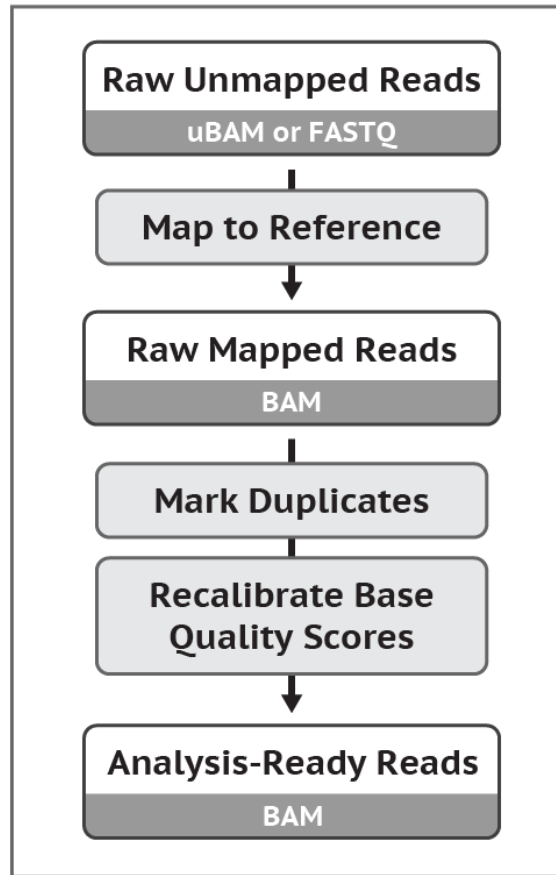 Raw Unmapped Reads
uBAM or FASTQ
Map to Reference
Raw Mapped Reads
BAM
Mark Duplicates
Recalibrate Base
Quality Scores
Analysis-Ready Reads
BAM